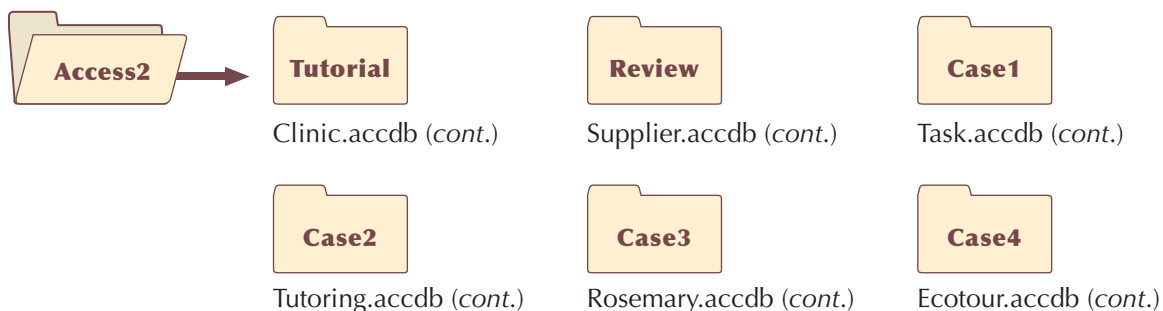 Access2
Tutorial
Review
Case1
Clinic.accdb (cont.)
Supplier.accdb (cont.)
Task.accdb (cont.)
Case2
Case3
Case4
Tutoring.accdb (cont.)
Rosemary.accdb (cont.)
Ecotour.accdb (cont.)